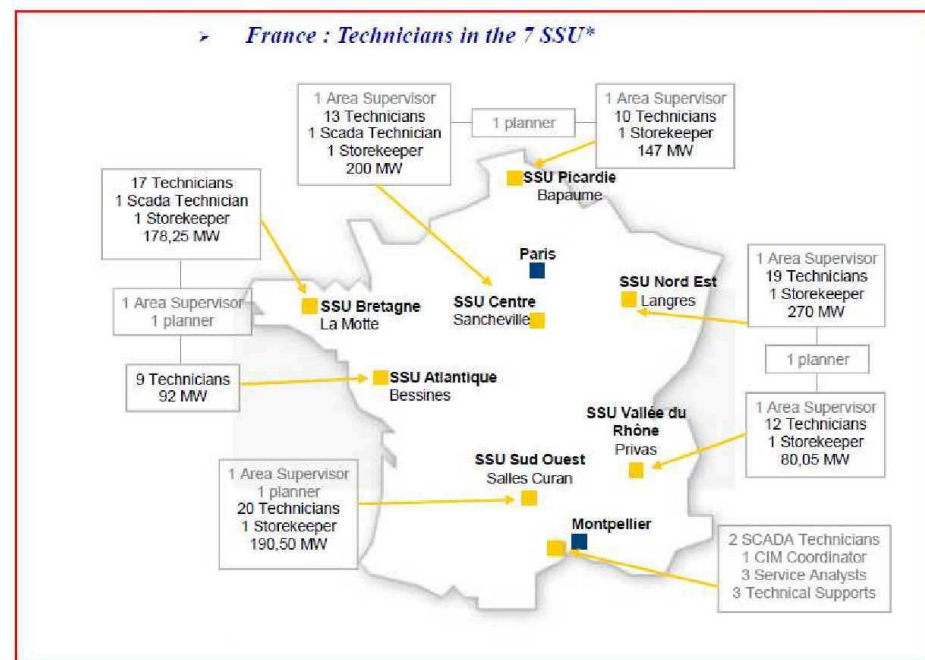 ➢ France : Technicians in the 7 SSU*
1 Area Supervisor
13 Technicians
1 Scada Technician
1 Storekeeper
200 MW
1 planner
1 Area Supervisor
10 Technicians
1 Storekeeper
147 MW
17 Technicians
1 Scada Technician
1 Storekeeper
178,25 MW
1 Area Supervisor
1 planner
9 Technicians
92 MW
SSU Picardie
Bapaume
Paris
SSU Nord Est
Langres
SSU Bretagne
La Motte
SSU Centre
Sancheville
1 Area Supervisor
19 Technicians
1 Storekeeper
270 MW
1 planner
1 Area Supervisor
12 Technicians
1 Storekeeper
80,05 MW
SSU Atlantique
Bessines
SSU Vallée du
Rhône
Privas
SSU Sud Ouest
Salles Curan
1 Area Supervisor
1 planner
20 Technicians
1 Storekeeper
190,50 MW
Montpellier
2 SCADA Technicians
1 CIM Coordinator
3 Service Analysts
3 Technical Supports